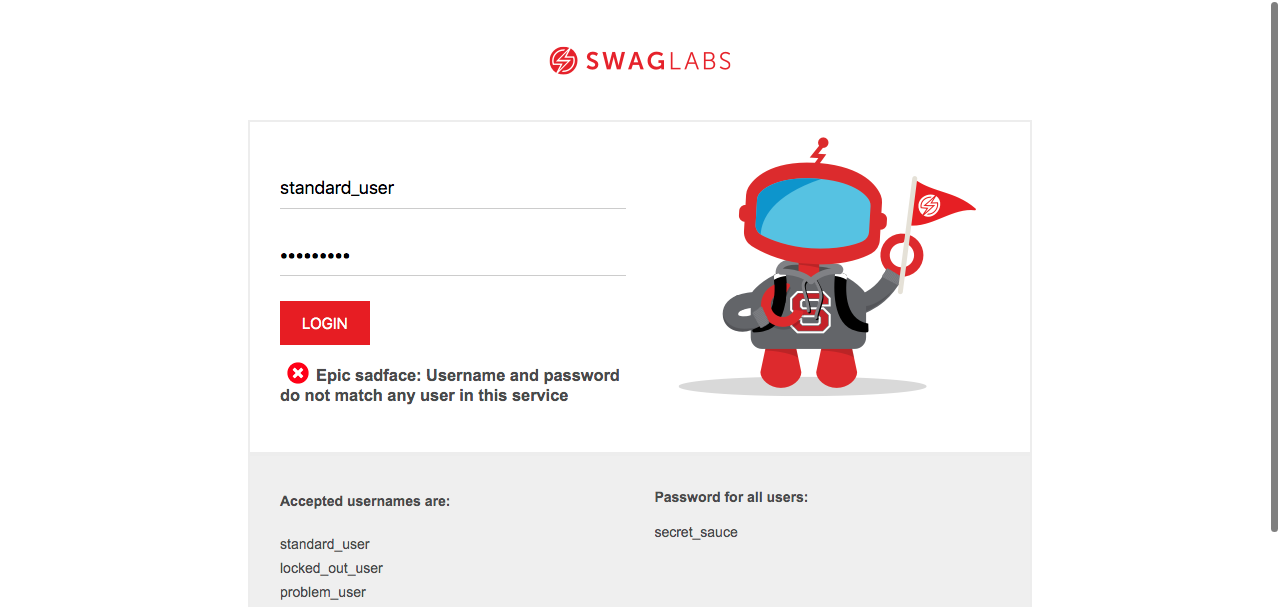 SWAGLABS
standard_user
•••••••••
LOGIN
Epic sadface: Username and password
do not match any user in this service
S
Accepted usernames are:
standard_user
locked_out_user
problem_user
Password for all users:
secret_sauce